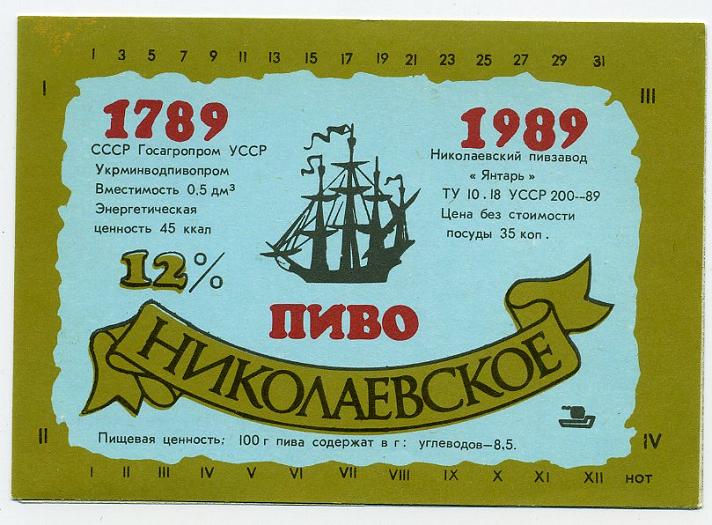 1 3 5 7 9 11 13 15 17 19 21 23 25 27 29 31
I
III
1789
1989
СССР Госагропром УССР
Укрминводпивопром
Вместимость 0,5 дм³
Энергетическая
ценность 45 ккал
Николаевский пивзавод
« Янтарь »
ТУ 10.18 УССР 200--89
Цена без стоимости
посуды 35 коп.
12%
ПИВО
НИКОЛАЕВСКОЕ
II
IV
Пищевая ценность: 100 г пива содержат в г: углеводов–8,5.
I II III IV V VI VII VIII IX X XI XII НОТ